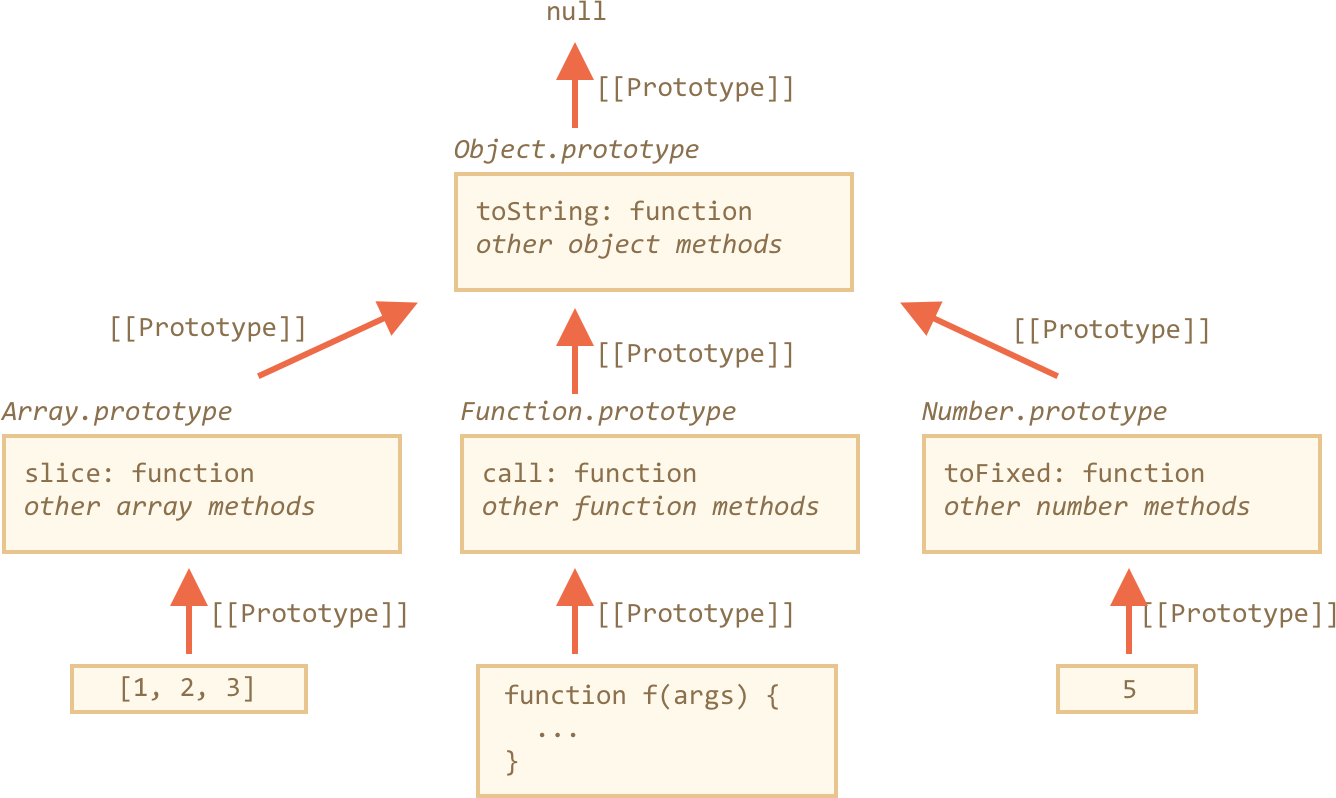 null
[[Prototype]]
Object.prototype
toString: function
other object methods
[[Prototype]]
[[Prototype]]
[[Prototype]]
Array.prototype
slice: function
other array methods
Function.prototype
call: function
other function methods
Number.prototype
toFixed: function
other number methods
[[Prototype]]
[[Prototype]]
[[Prototype]]
[1, 2, 3]
function f(args) {
  ...
}
5